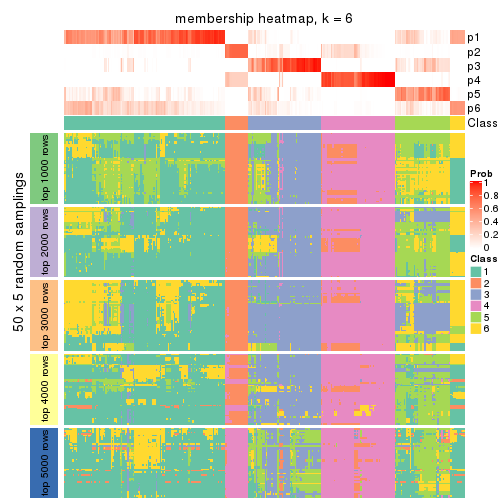 membership heatmap, k = 6
p1
p2
p3
p4
p5
p6
Class
50 x 5 random samplings
top 1000 rows
top 2000 rows
top 3000 rows
top 4000 rows
top 5000 rows
Prob
1
0.8
0.6
0.4
0.2
0
Class
1
2
3
4
5
6